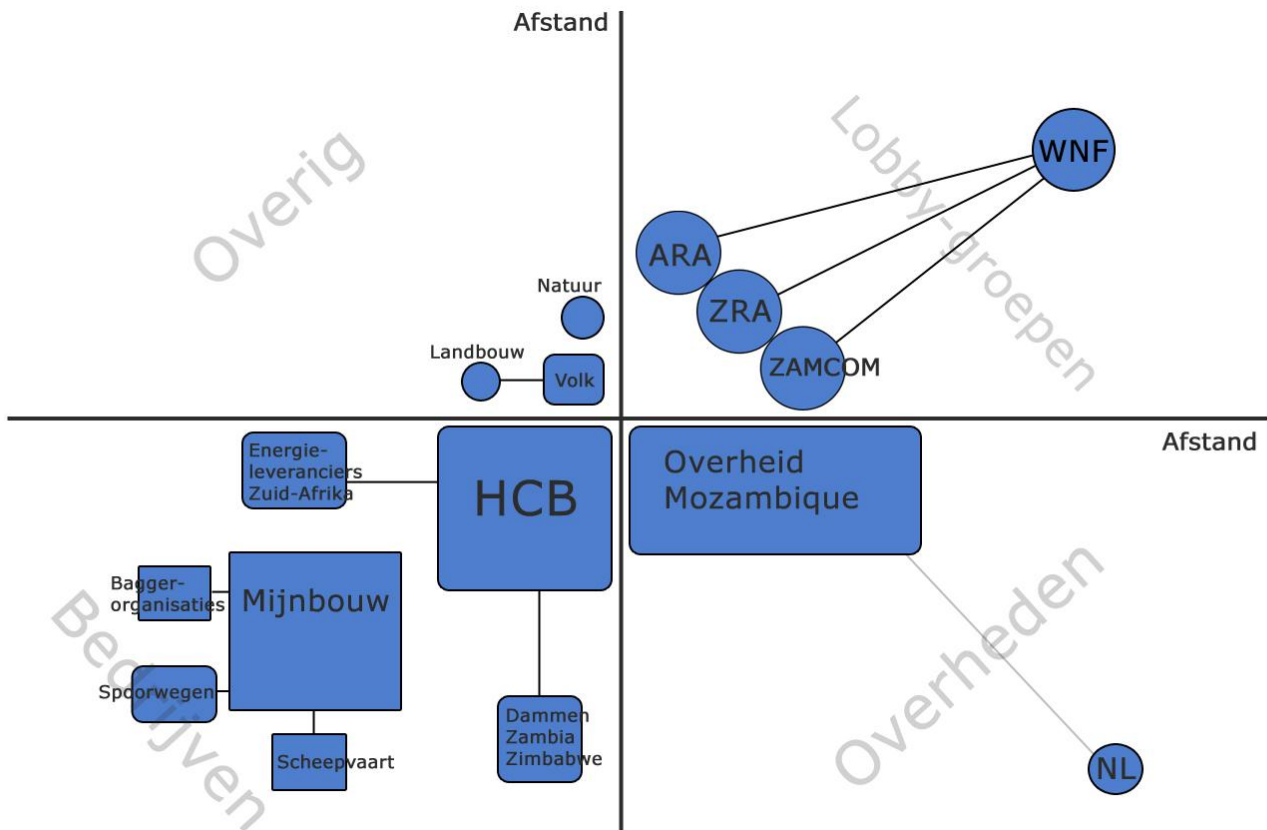 Afstand
Overig
Lobby-groepen
WNF
ARA
ZRA
ZAMCOM
Natuur
Landbouw
Volk
Afstand
Energie-
leveranciers
Zuid-Afrika
HCB
Overheid
Mozambique
Bagger-
organisaties
Mijnbouw
Spoorwegen
Scheepvaart
Dammen
Zambia
Zimbabwe
Bedrijven
Overheden
NL